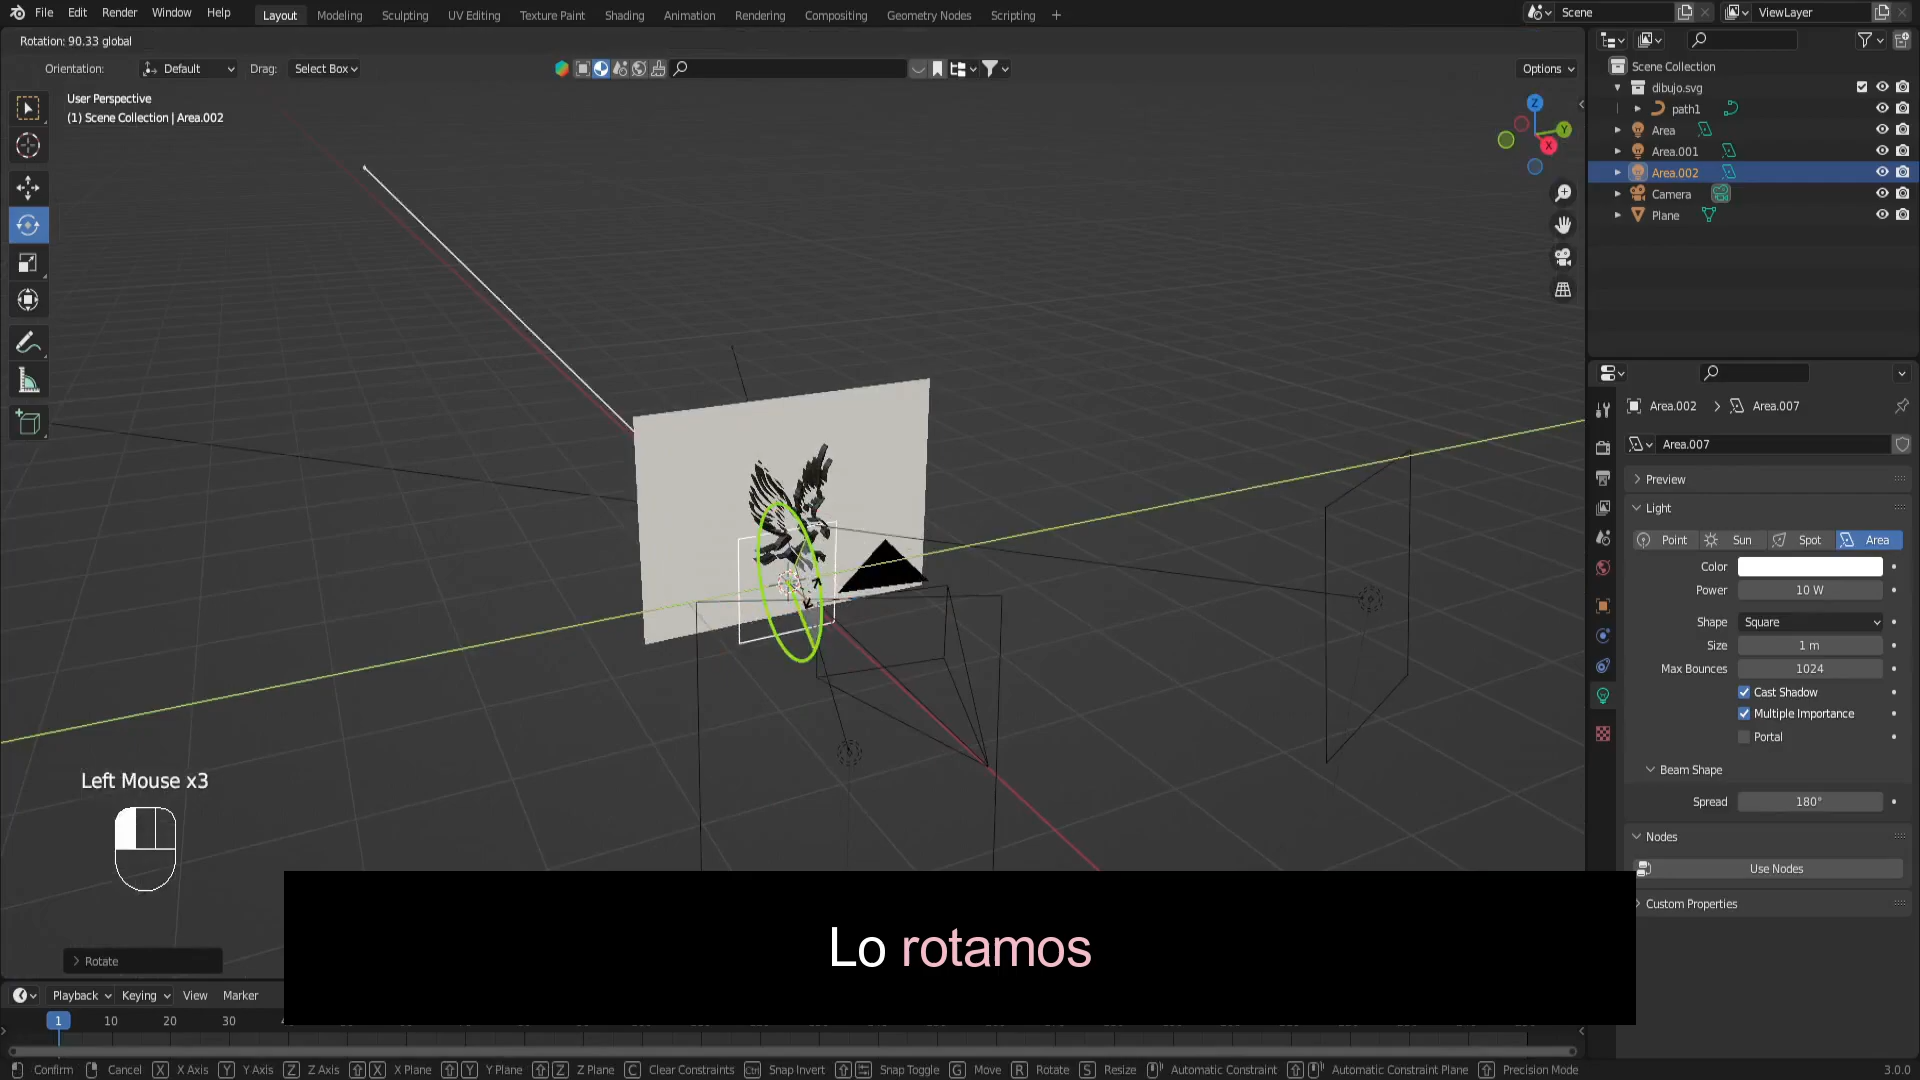 File Edit Render Window Help Layout Modeling Sculpting UV Editing Texture Paint Shading Animation Rendering Compositing Geometry Nodes Scripting + Scene ViewLayer
Rotation: 90.33 global
Orientation: Default Drag: Select Box Options
User Perspective
(1) Scene Collection | Area.002
Z
Y
X
Scene Collection
dibujo.svg
path1
Area
Area.001
Area.002
Camera
Plane
Area.002 > Area.007
Area.007
Preview
Light
Point Sun Spot Area
Color
Power 10 W
Shape Square
Size 1 m
Max Bounces 1024
Cast Shadow
Multiple Importance
Portal
Beam Shape
Spread 180°
Nodes
Use Nodes
Custom Properties
Left Mouse x3
Rotate
Lo rotamos
Playback Keying View Marker
1 10 20 30
Confirm Cancel X X Axis Y Y Axis Z Z Axis X X Plane Y Y Plane Z Z Plane C Clear Constraints Ctrl Snap Invert Snap Toggle G Move R Rotate S Resize Automatic Constraint Automatic Constraint Plane Precision Mode 3.0.0